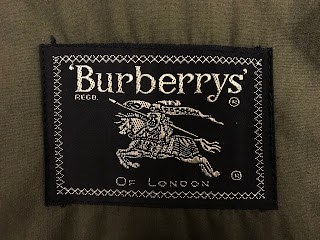 'Burberrys'
REGD. ®
®
OF LONDON